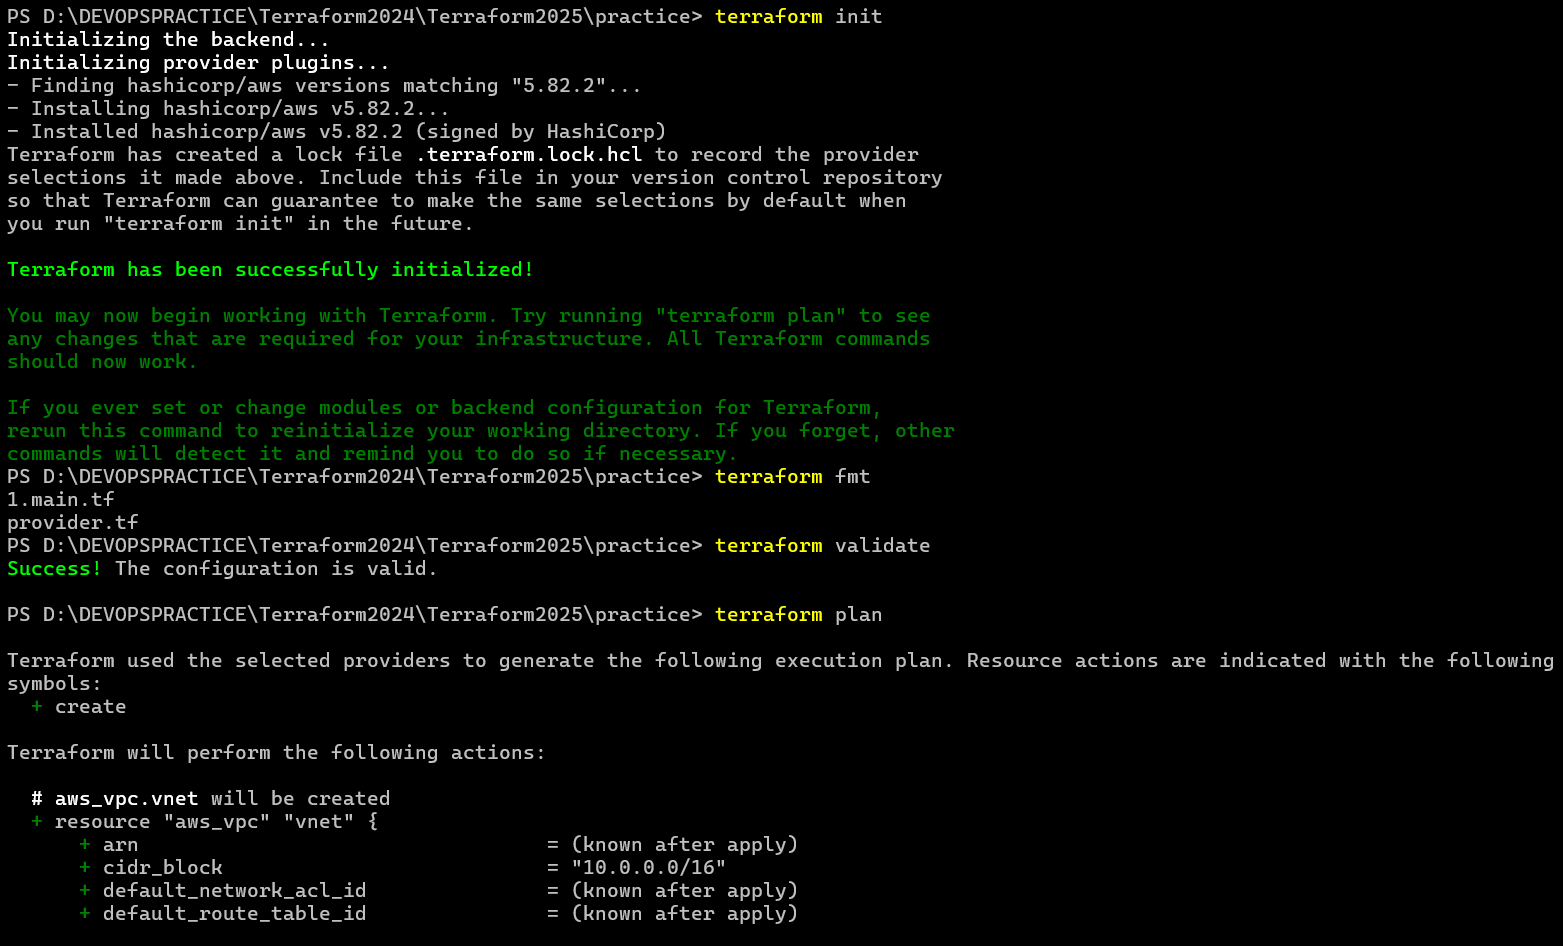 PS D:\DEVOPSPRACTICE\Terraform2024\Terraform2025\practice> terraform init
Initializing the backend...
Initializing provider plugins...
- Finding hashicorp/aws versions matching "5.82.2"...
- Installing hashicorp/aws v5.82.2...
- Installed hashicorp/aws v5.82.2 (signed by HashiCorp)
Terraform has created a lock file .terraform.lock.hcl to record the provider
selections it made above. Include this file in your version control repository
so that Terraform can guarantee to make the same selections by default when
you run "terraform init" in the future.
Terraform has been successfully initialized!
You may now begin working with Terraform. Try running "terraform plan" to see
any changes that are required for your infrastructure. All Terraform commands
should now work.
If you ever set or change modules or backend configuration for Terraform,
rerun this command to reinitialize your working directory. If you forget, other
commands will detect it and remind you to do so if necessary.
PS D:\DEVOPSPRACTICE\Terraform2024\Terraform2025\practice> terraform fmt
1.main.tf
provider.tf
PS D:\DEVOPSPRACTICE\Terraform2024\Terraform2025\practice> terraform validate
Success! The configuration is valid.
PS D:\DEVOPSPRACTICE\Terraform2024\Terraform2025\practice> terraform plan
Terraform used the selected providers to generate the following execution plan. Resource actions are indicated with the following
symbols:
  + create
Terraform will perform the following actions:
  # aws_vpc.vnet will be created
  + resource "aws_vpc" "vnet" {
      + arn                                  = (known after apply)
      + cidr_block                           = "10.0.0.0/16"
      + default_network_acl_id               = (known after apply)
      + default_route_table_id               = (known after apply)